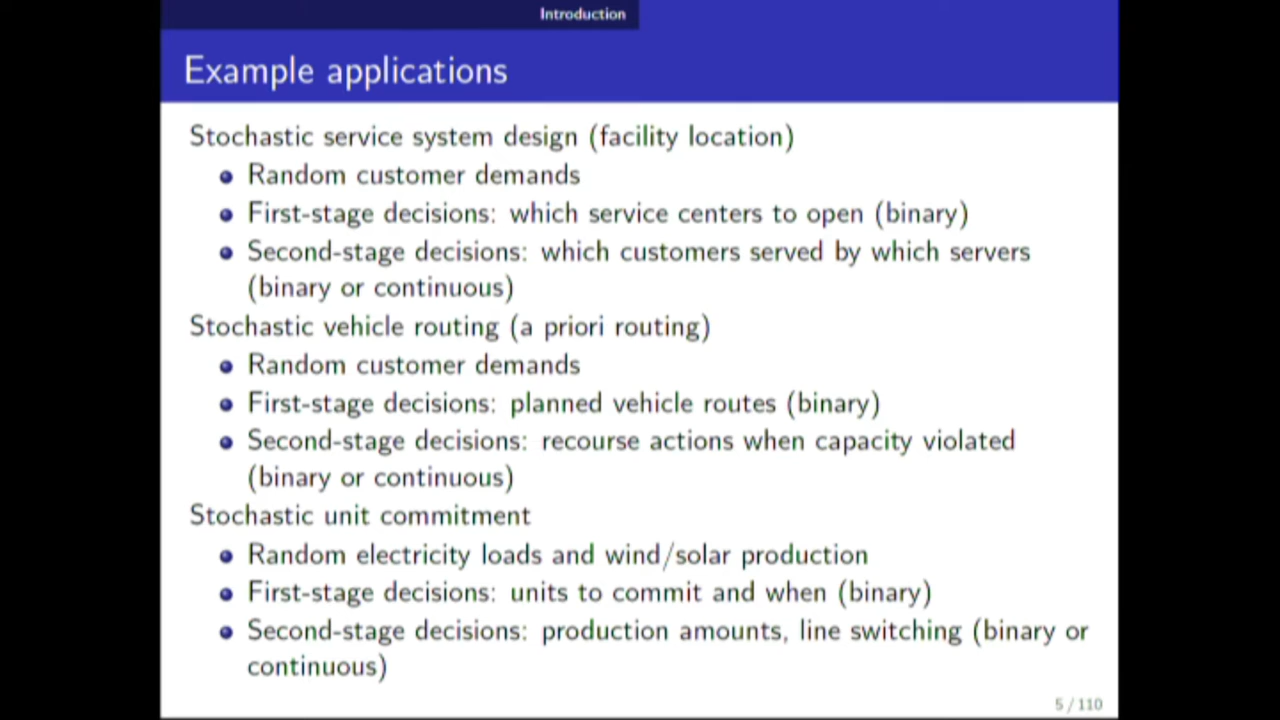 Introduction
Example applications
Stochastic service system design (facility location)
Random customer demands
First-stage decisions: which service centers to open (binary)
Second-stage decisions: which customers served by which servers
(binary or continuous)
Stochastic vehicle routing (a priori routing)
Random customer demands
First-stage decisions: planned vehicle routes (binary)
Second-stage decisions: recourse actions when capacity violated
(binary or continuous)
Stochastic unit commitment
Random electricity loads and wind/solar production
First-stage decisions: units to commit and when (binary)
Second-stage decisions: production amounts, line switching (binary or
continuous)
5 / 110